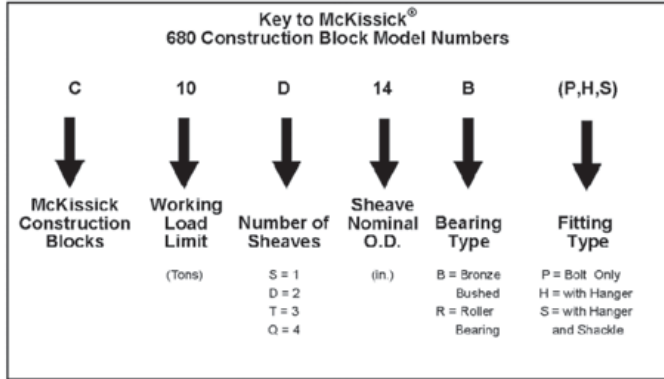 Key to McKissick®
680 Construction Block Model Numbers
C 10 D 14 B (P,H,S)
McKissick
Construction
Blocks
Working
Load
Limit
(Tons)
Number of
Sheaves
S = 1
D = 2
T = 3
Q = 4
Sheave
Nominal
O.D.
(in.)
Bearing
Type
B = Bronze
Bushed
R = Roller
Bearing
Fitting
Type
P = Bolt Only
H = with Hanger
S = with Hanger
and Shackle